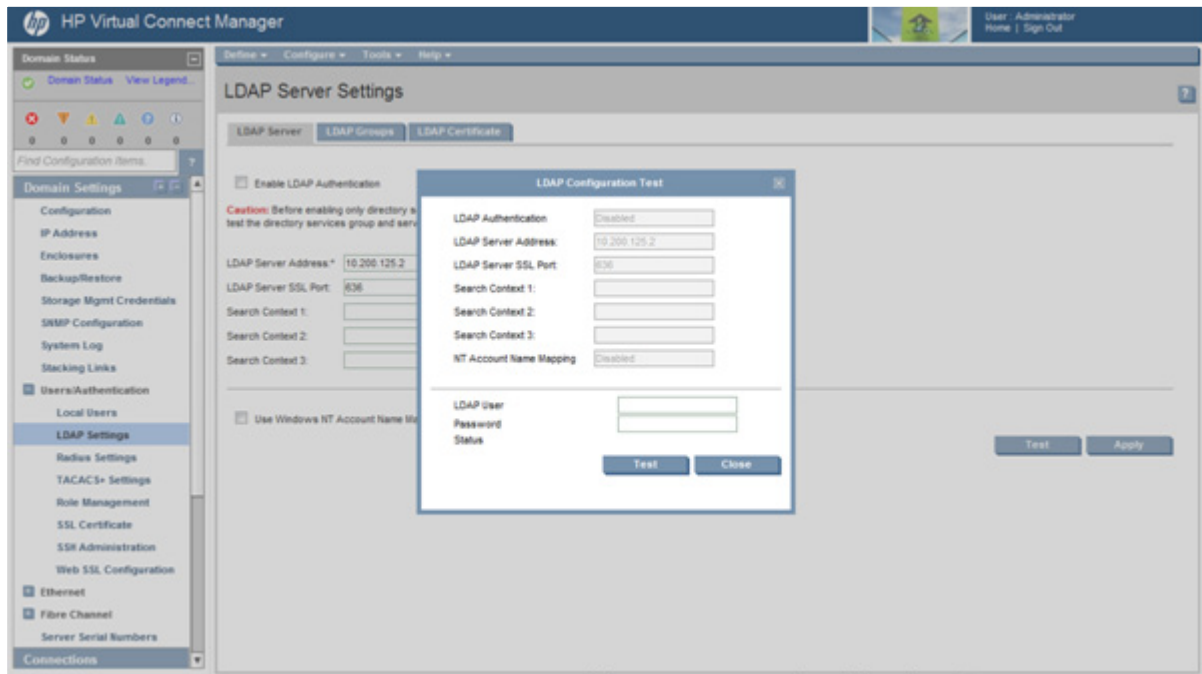 HP Virtual Connect Manager
User : Administrator
Home | Sign Out
Domain Status
Domain Status View Legend...
0 0 0 0 0 0
Find Configuration Items.
?
Domain Settings
Configuration
IP Address
Enclosures
Backup/Restore
Storage Mgmt Credentials
SNMP Configuration
System Log
Stacking Links
Users/Authentication
Local Users
LDAP Settings
Radius Settings
TACACS+ Settings
Role Management
SSL Certificate
SSH Administration
Web SSL Configuration
Ethernet
Fibre Channel
Server Serial Numbers
Connections
Define Configure Tools Help
LDAP Server Settings
?
LDAP Server LDAP Groups LDAP Certificate
Enable LDAP Authentication
Caution: Before enabling only directory s
test the directory services group and serv
LDAP Server Address:* 10.200.125.2
LDAP Server SSL Port: 636
Search Context 1:
Search Context 2:
Search Context 3:
Use Windows NT Account Name Ma
Test Apply
LDAP Configuration Test
LDAP Authentication Disabled
LDAP Server Address: 10.200.125.2
LDAP Server SSL Port: 636
Search Context 1:
Search Context 2:
Search Context 3:
NT Account Name Mapping Disabled
LDAP User
Password
Status
Test Close